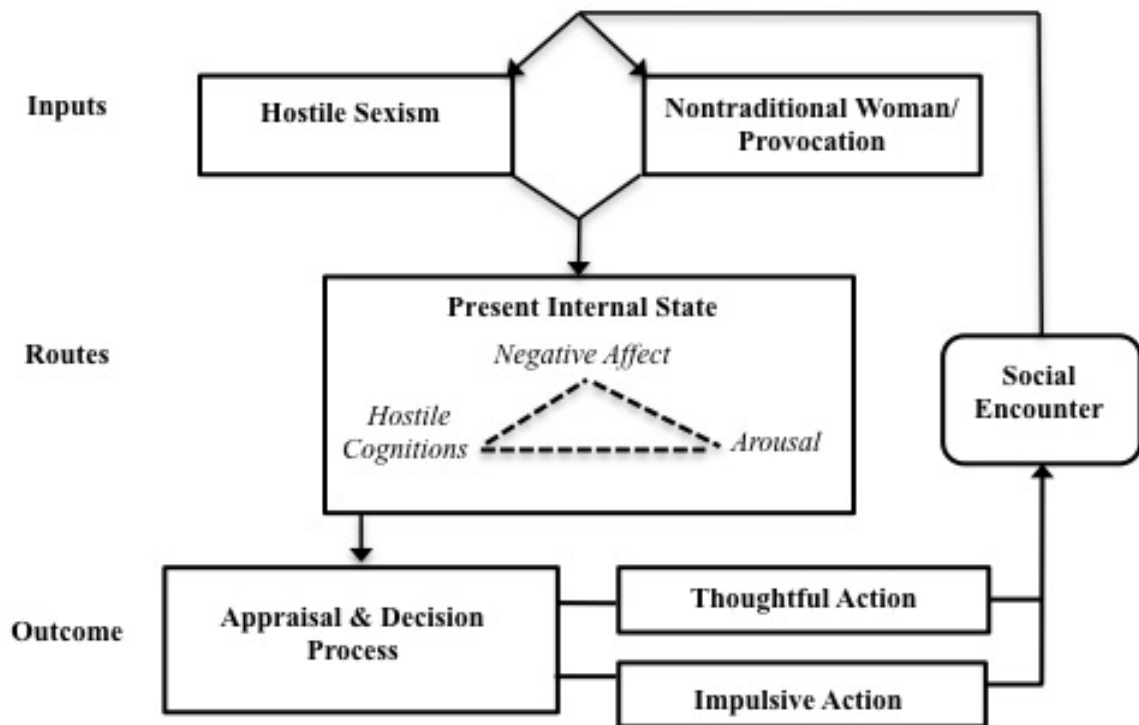 Inputs
Hostile Sexism
Nontraditional Woman/
Provocation
Routes
Present Internal State
Negative Affect
Hostile
Cognitions
Arousal
Social
Encounter
Outcome
Appraisal & Decision
Process
Thoughtful Action
Impulsive Action